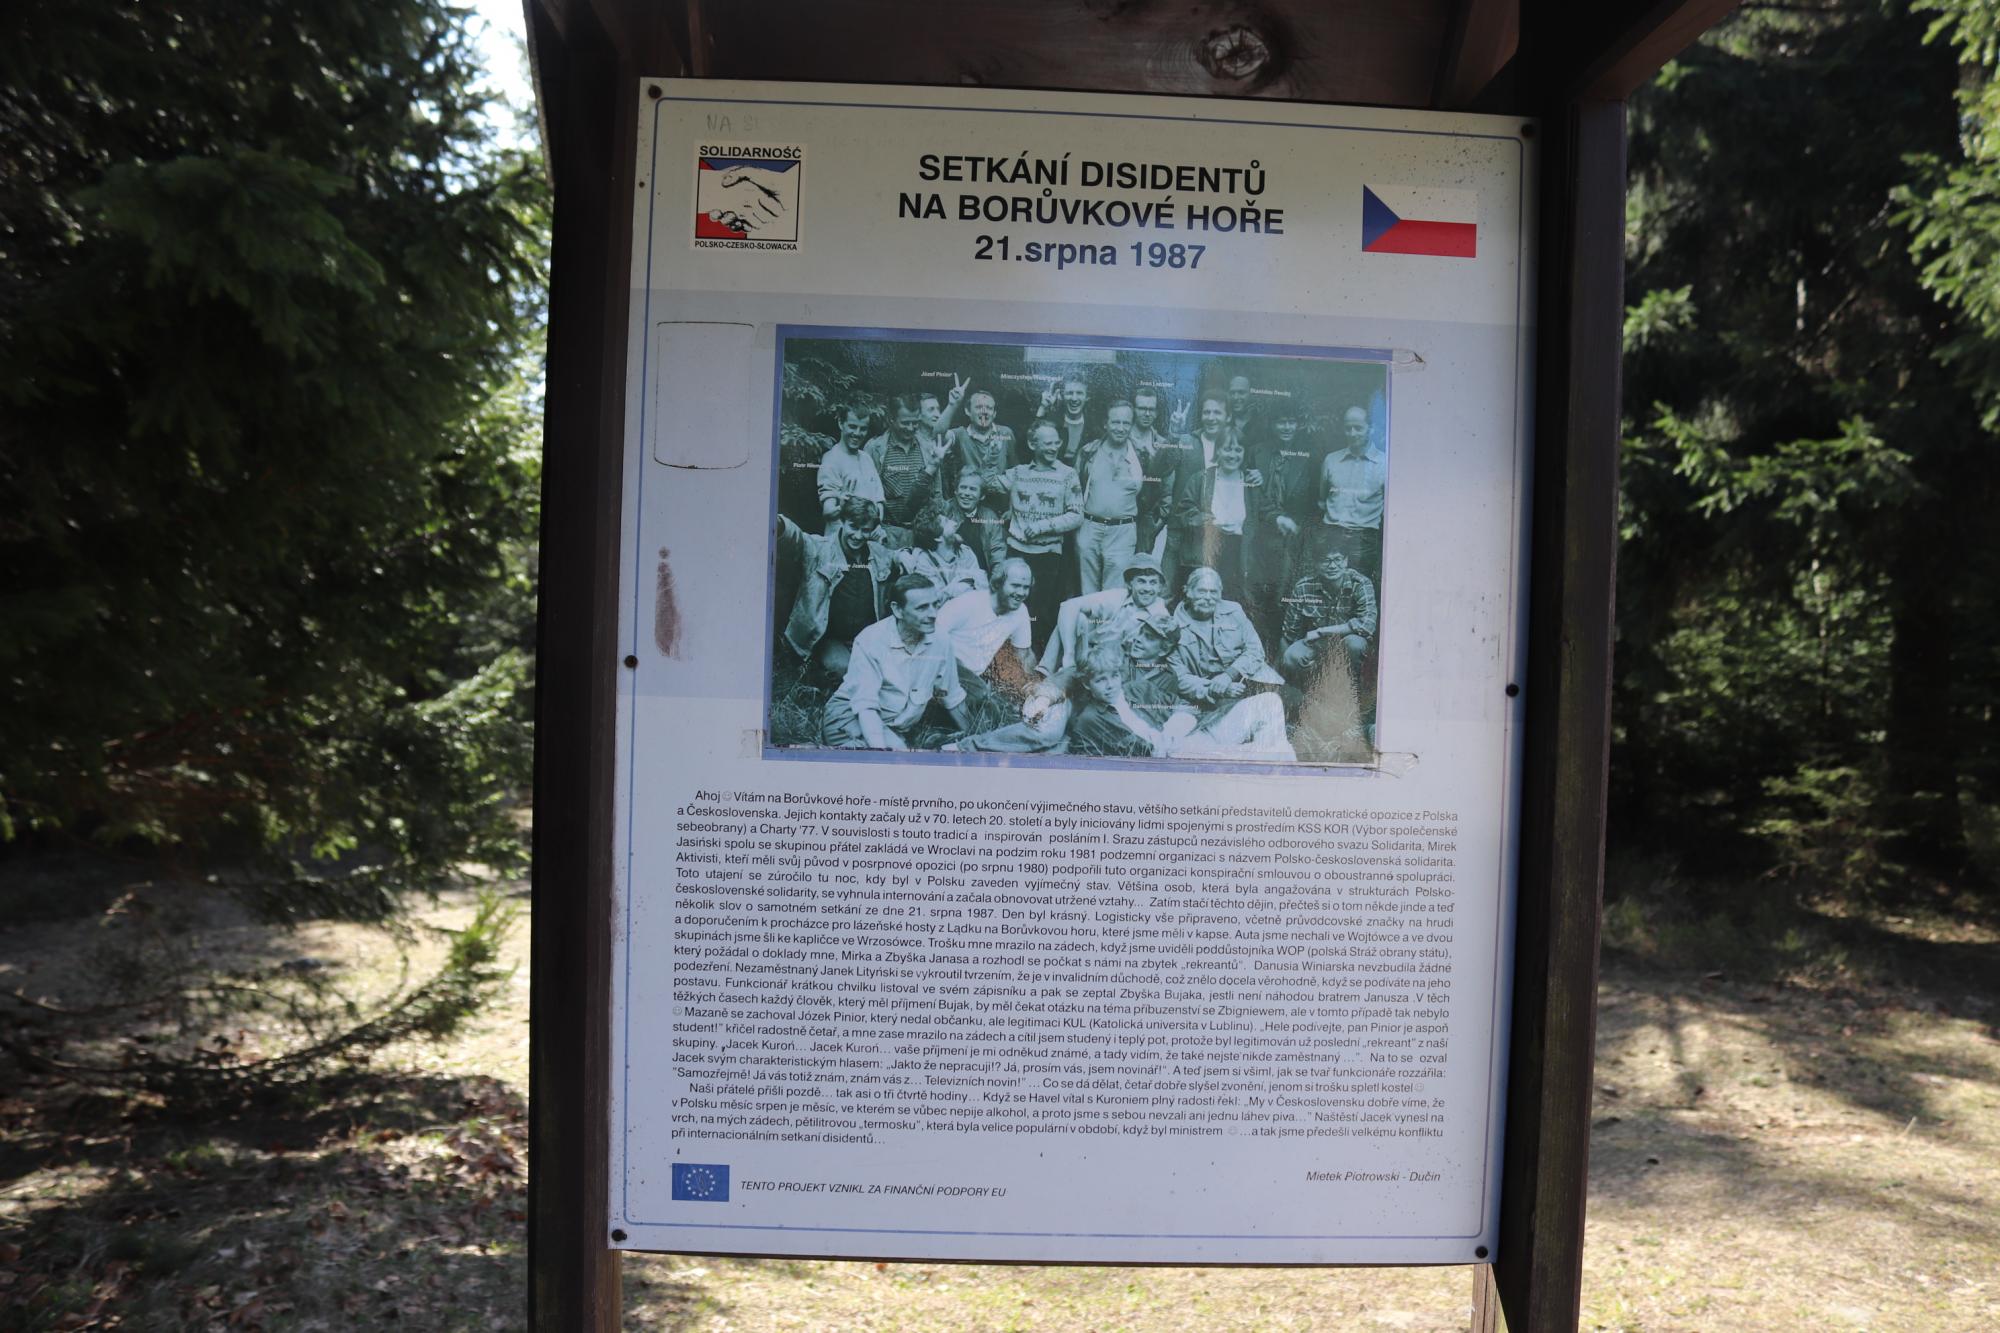 NA
SOLIDARNOŚĆ
POLSKO-CZESKO-SŁOWACKA
SETKÁNÍ DISIDENTŮ
NA BORŮVKOVÉ HOŘE
21.srpna 1987
Józef Pinior
Ivan Lamper
Stanislav Devátý
Václav Malý
Petr Uhl
Šabata
Václav Havel
Jasiński
Alexandr Vondra
Jacek Kuroń
Danuta Winiarska
Ahoj☺Vítám na Borůvkové hoře - místě prvního, po ukončení výjimečného stavu, většího setkání představitelů demokratické opozice z Polska
a Československa. Jejich kontakty začaly už v 70. letech 20. století a byly iniciovány lidmi spojenými s prostředím KSS KOR (Výbor společenské
sebeobrany) a Charty '77. V souvislosti s touto tradicí a inspirován posláním I. Srazu zástupců nezávislého odborového svazu Solidarita, Mirek
Jasiński spolu se skupinou přátel zakládá ve Wroclavi na podzim roku 1981 podzemní organizaci s názvem Polsko-československá solidarita.
Aktivisti, kteří měli svůj původ v posrpnové opozici (po srpnu 1980) podpořili tuto organizaci konspirační smlouvou o oboustranné spolupráci.
Toto utajení se zúročilo tu noc, kdy byl v Polsku zaveden vyjímečný stav. Většina osob, která byla angažována v strukturách Polsko-
československé solidarity, se vyhnula internování a začala obnovovat utržené vztahy... Zatím stačí těchto dějin, přečteš si o tom někde jinde a teď
několik slov o samotném setkání ze dne 21. srpna 1987. Den byl krásný. Logisticky vše připraveno, včetně průvodcovské značky na hrudi
a doporučením k procházce pro lázeňské hosty z Lądku na Borůvkovou horu, které jsme měli v kapse. Auta jsme nechali ve Wojtówce a ve dvou
skupinách jsme šli ke kapličce ve Wrzosówce. Trošku mne mrazilo na zádech, když jsme uviděli poddůstojníka WOP (polská Stráž obrany státu),
který požádal o doklady mne, Mirka a Zbyška Janasa a rozhodl se počkat s námi na zbytek „rekreantů". Danusia Winiarska nevzbudila žádné
podezření. Nezaměstnaný Janek Lityński se vykroutil tvrzením, že je v invalidním důchodě, což znělo docela věrohodně, když se podíváte na jeho
postavu. Funkcionář krátkou chvilku listoval ve svém zápisníku a pak se zeptal Zbyška Bujaka, jestli není náhodou bratrem Janusza .V těch
těžkých časech každý člověk, který měl příjmení Bujak, by měl čekat otázku na téma příbuzenství se Zbigniewem, ale v tomto případě tak nebylo
☺ Mazaně se zachoval Józek Pinior, který nedal občanku, ale legitimaci KUL (Katolická universita v Lublinu). „Hele podívejte, pan Pinior je aspoň
student!" křičel radostně četař, a mne zase mrazilo na zádech a cítil jsem studený i teplý pot, protože byl legitimován už poslední „rekreant" z naší
skupiny. „Jacek Kuroń... Jacek Kuroń... vaše příjmení je mi odněkud známé, a tady vidím, že také nejste nikde zaměstnaný ...". Na to se ozval
Jacek svým charakteristickým hlasem: „Jakto že nepracuji!? Já, prosím vás, jsem novinář!". A teď jsem si všiml, jak se tvař funkcionáře rozzářila:
"Samozřejmě! Já vás totiž znám, znám vás z... Televizních novin!" ... Co se dá dělat, četař dobře slyšel zvonění, jenom si trošku spletl kostel☺
Naši přátelé přišli pozdě... tak asi o tři čtvrtě hodiny... Když se Havel vítal s Kuroniem plný radosti řekl: „My v Československu dobře víme, že
v Polsku měsíc srpen je měsíc, ve kterém se vůbec nepije alkohol, a proto jsme s sebou nevzali ani jednu láhev piva..." Naštěstí Jacek vynesl na
vrch, na mých zádech, pětilitrovou „termosku", která byla velice populární v období, když byl ministrem ☺...a tak jsme předešli velkému konfliktu
při internacionálním setkaní disidentů...
Mietek Piotrowski - Dučin
TENTO PROJEKT VZNIKL ZA FINANČNÍ PODPORY EU